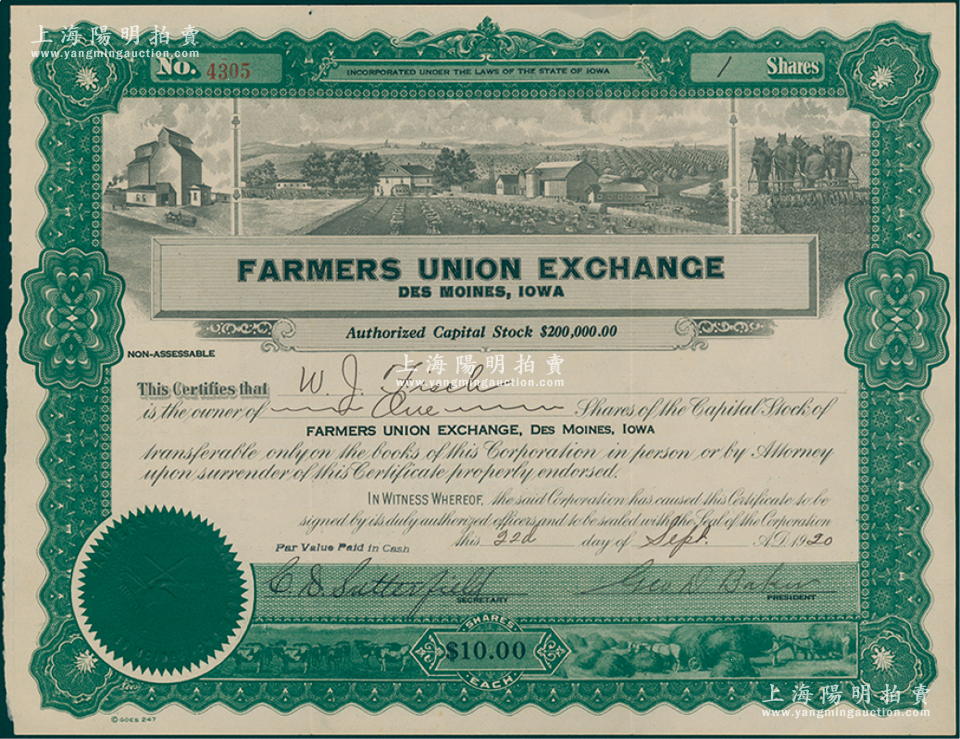 上海陽明拍賣
www.yangmingauction.com
No. 4305
INCORPORATED UNDER THE LAWS OF THE STATE OF IOWA
1 Shares
FARMERS UNION EXCHANGE
DES MOINES, IOWA
Authorized Capital Stock $200,000.00
NON-ASSESSABLE
上海陽明拍賣
www.yangmingauction.com
This Certifies that W. J. Fisch
is the owner of One Shares of the Capital Stock of
FARMERS UNION EXCHANGE, DES MOINES, IOWA
transferable only on the books of this Corporation in person or by Attorney
upon surrender of this Certificate properly endorsed.
IN WITNESS WHEREOF, the said Corporation has caused this Certificate to be
signed by its duly authorized officers and to be sealed with the Seal of the Corporation
this 22d day of Sept. A.D. 1920
Par Value Paid in Cash
C. D. Satterfield Geo D Baker
SECRETARY PRESIDENT
SHARES
$10.00
EACH
上海陽明拍賣
www.yangmingauction.com
© GOES 247